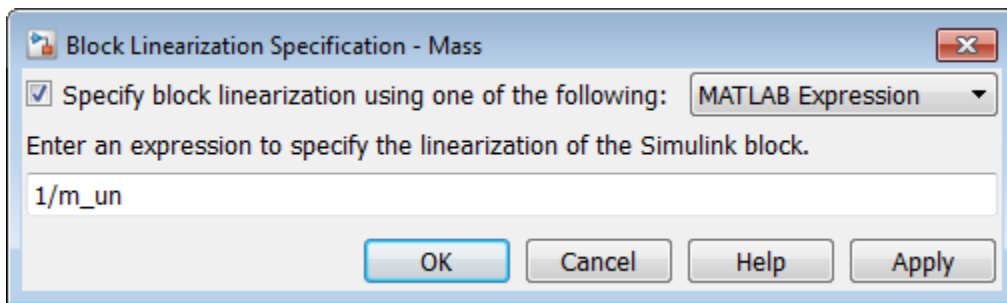 Block Linearization Specification - Mass
Specify block linearization using one of the following: MATLAB Expression
Enter an expression to specify the linearization of the Simulink block.
1/m_un
OK Cancel Help Apply